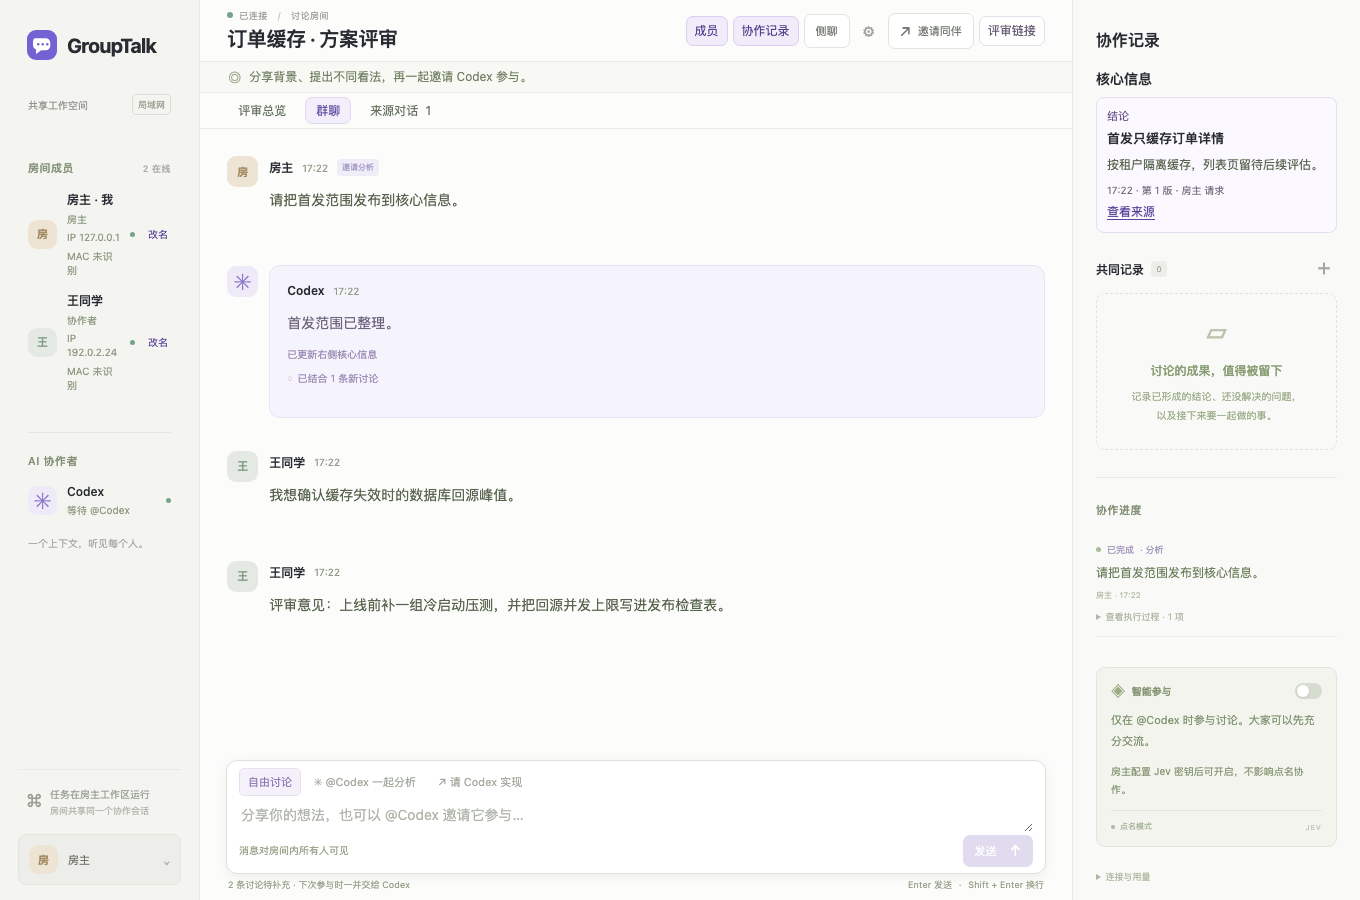 GroupTalk
共享工作空间
局域网
房间成员
2 在线
房主 · 我
房主
IP 127.0.0.1
改名
MAC 未识
别
王同学
协作者
IP
192.0.2.24
改名
MAC 未识
别
AI 协作者
Codex
等待 @Codex
一个上下文，听见每个人。
任务在房主工作区运行
房间共享同一个协作会话
房
房主
已连接 / 讨论房间
订单缓存 · 方案评审
成员
协作记录
侧聊
邀请同伴
评审链接
分享背景、提出不同看法，再一起邀请 Codex 参与。
评审总览
群聊
来源对话 1
房
房主 17:22 邀请分析
请把首发范围发布到核心信息。
Codex 17:22
首发范围已整理。
已更新右侧核心信息
已结合 1 条新讨论
王
王同学 17:22
我想确认缓存失效时的数据库回源峰值。
王
王同学 17:22
评审意见：上线前补一组冷启动压测，并把回源并发上限写进发布检查表。
自由讨论
@Codex 一起分析
请 Codex 实现
分享你的想法，也可以 @Codex 邀请它参与...
消息对房间内所有人可见
发送
2 条讨论待补充 · 下次参与时一并交给 Codex
Enter 发送 · Shift + Enter 换行
协作记录
核心信息
结论
首发只缓存订单详情
按租户隔离缓存，列表页留待后续评估。
17:22 · 第 1 版 · 房主 请求
查看来源
共同记录 0
讨论的成果，值得被留下
记录已形成的结论、还没解决的问题，
以及接下来要一起做的事。
协作进度
已完成 · 分析
请把首发范围发布到核心信息。
房主 · 17:22
查看执行过程 · 1 项
智能参与
仅在 @Codex 时参与讨论。大家可以先充
分交流。
房主配置 Jev 密钥后可开启，不影响点名协
作。
点名模式
JEV
连接与用量